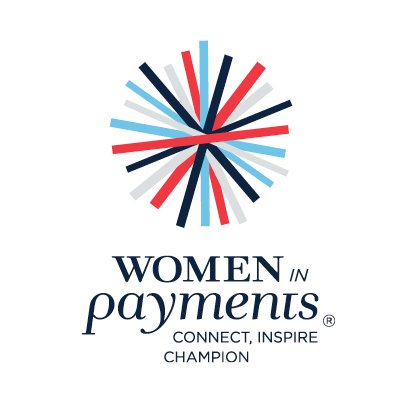 WOMEN IN
payments®
CONNECT, INSPIRE
CHAMPION